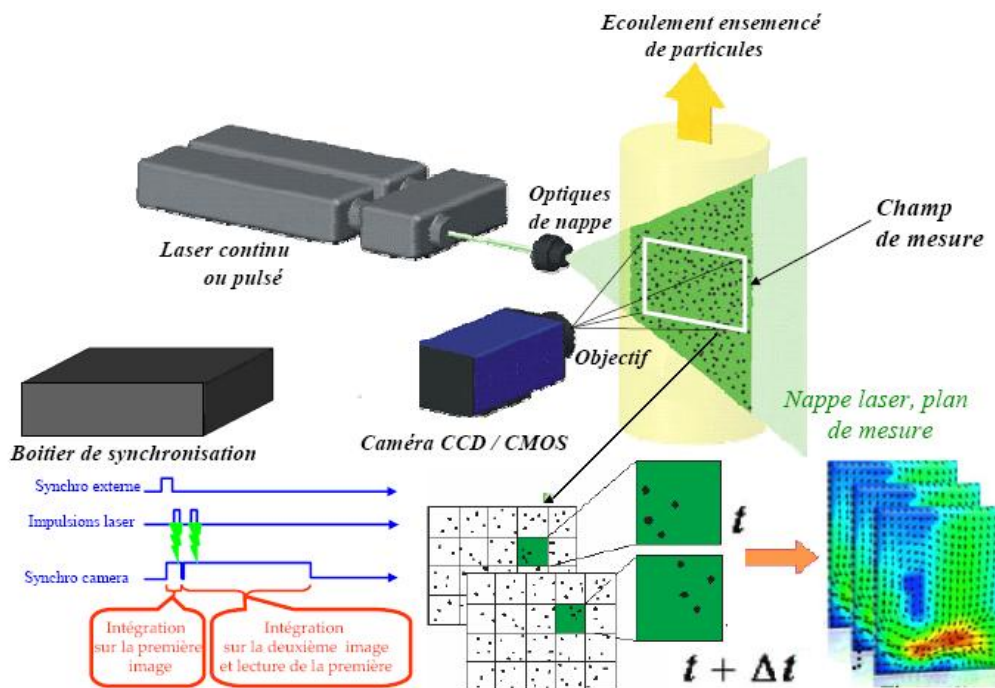 Ecoulement ensemencé
de particules
Optiques
de nappe
Champ
de mesure
Laser continu
ou pulsé
Objectif
Nappe laser, plan
de mesure
Boitier de synchronisation
Caméra CCD / CMOS
Synchro externe
Impulsions laser
Synchro camera
t
Intégration
sur la première
image
Intégration
sur la deuxième image
et lecture de la première
t + Δt